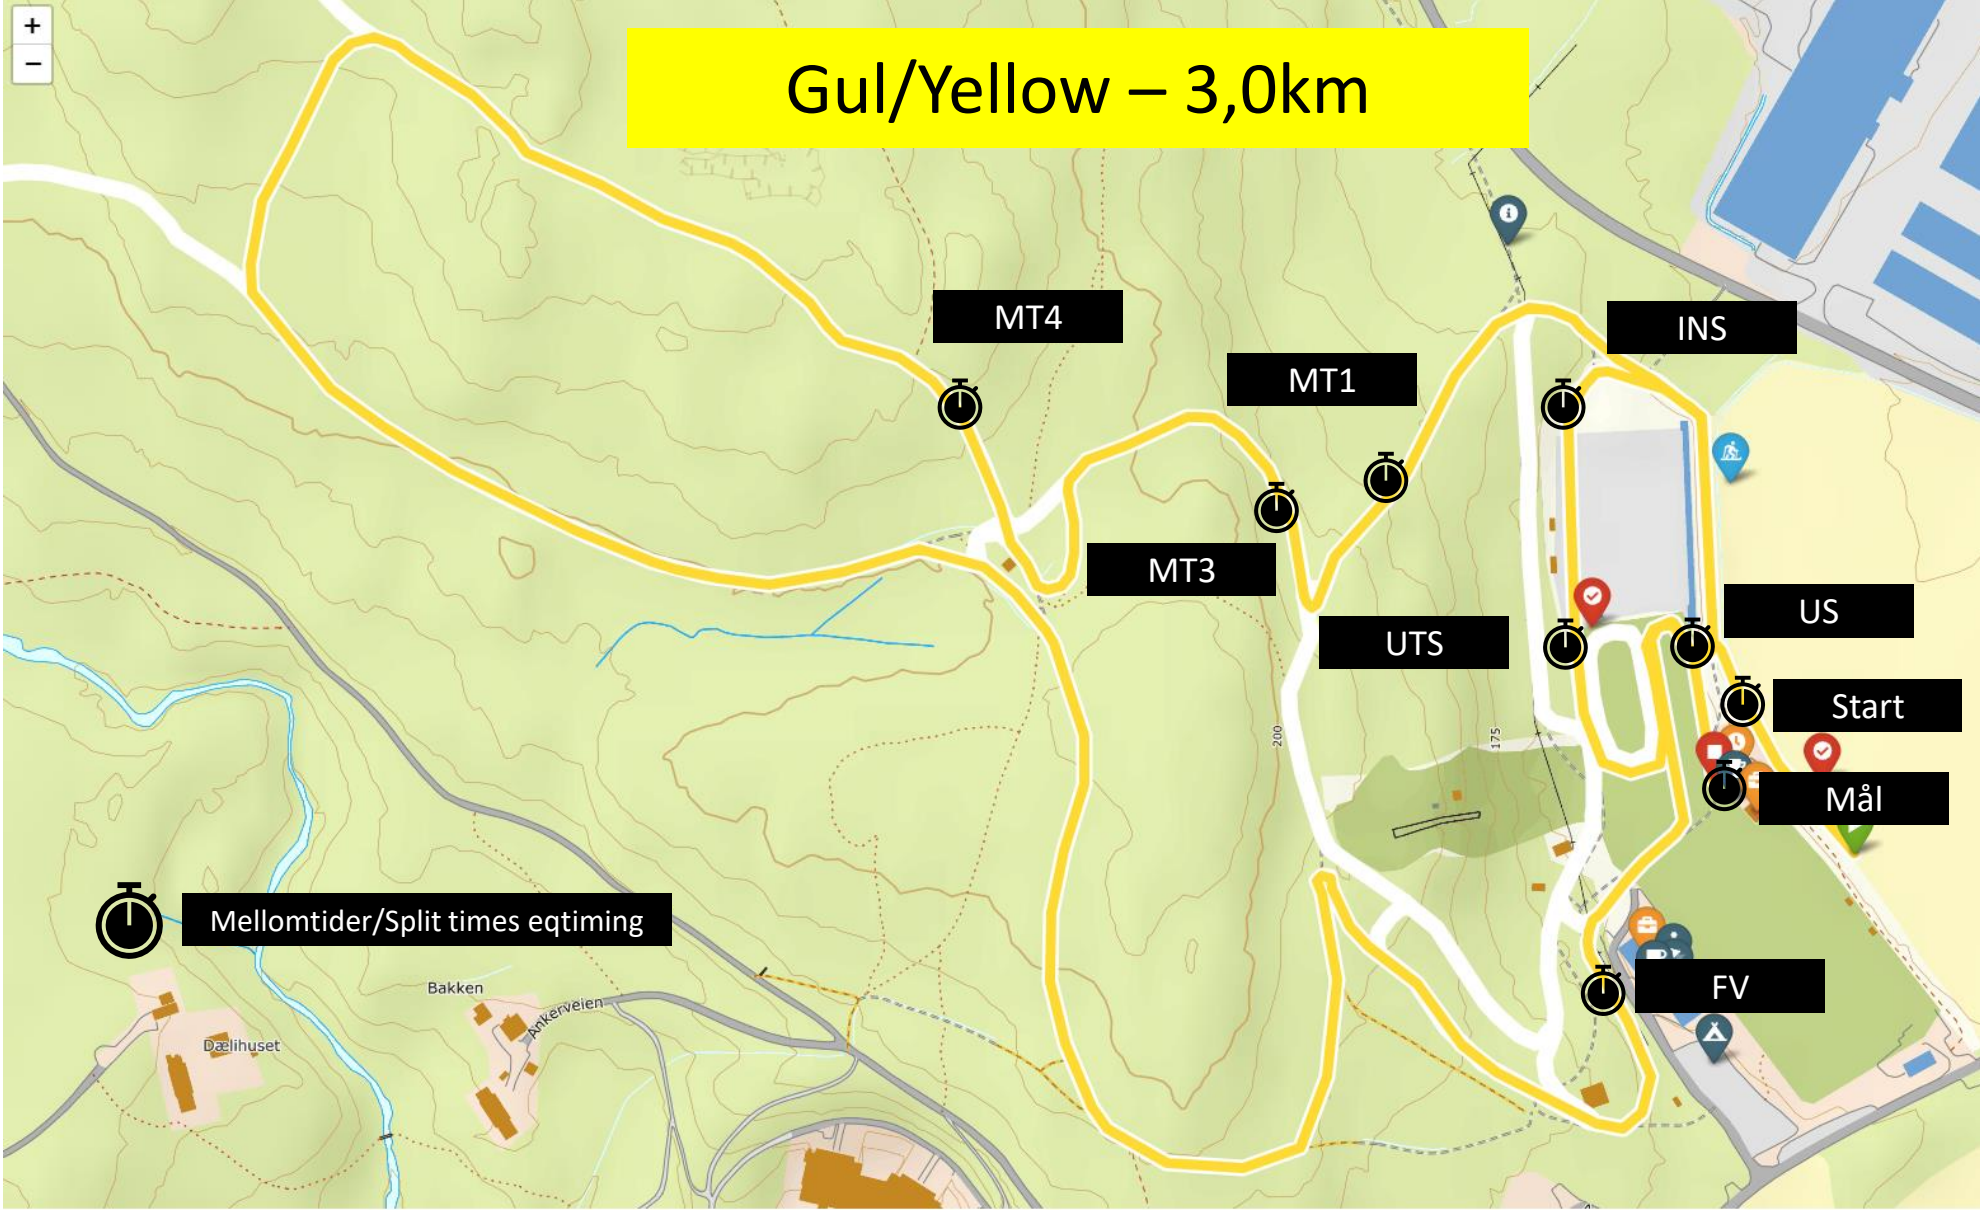 +
−
Gul/Yellow – 3,0km
MT4
INS
MT1
MT3
US
UTS
Start
200
175
Mål
Mellomtider/Split times eqtiming
FV
Bakken
Ankerveien
Dælihuset